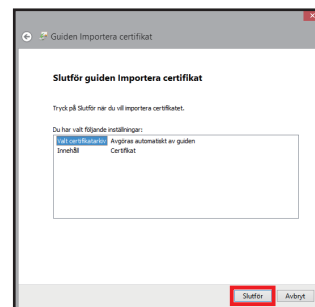 Guiden Importera certifikat
Slutför guiden Importera certifikat
Tryck på Slutför när du vill importera certifikatet.
Du har valt följande inställningar:
Valt certifikatarkiv Avgöras automatiskt av guiden
Innehåll Certifikat
Slutför Avbryt